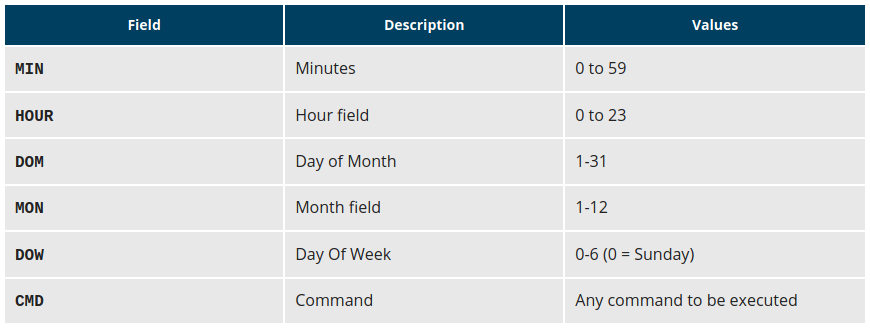 Field Description Values
MIN Minutes 0 to 59
HOUR Hour field 0 to 23
DOM Day of Month 1-31
MON Month field 1-12
DOW Day Of Week 0-6 (0 = Sunday)
CMD Command Any command to be executed